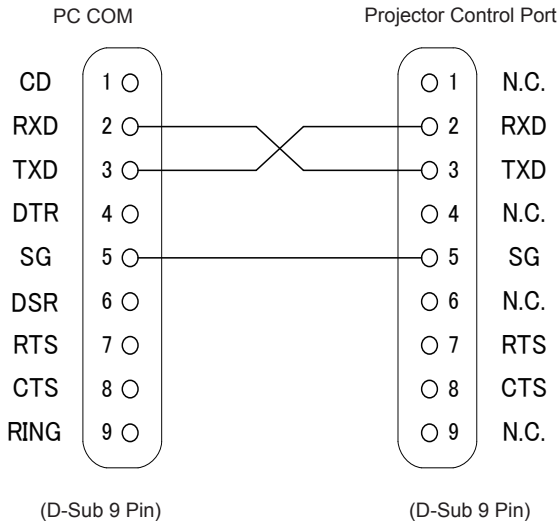 PC COM Projector Control Port
CD 1 1 N.C.
RXD 2 2 RXD
TXD 3 3 TXD
DTR 4 4 N.C.
SG 5 5 SG
DSR 6 6 N.C.
RTS 7 7 RTS
CTS 8 8 CTS
RING 9 9 N.C.
(D-Sub 9 Pin) (D-Sub 9 Pin)